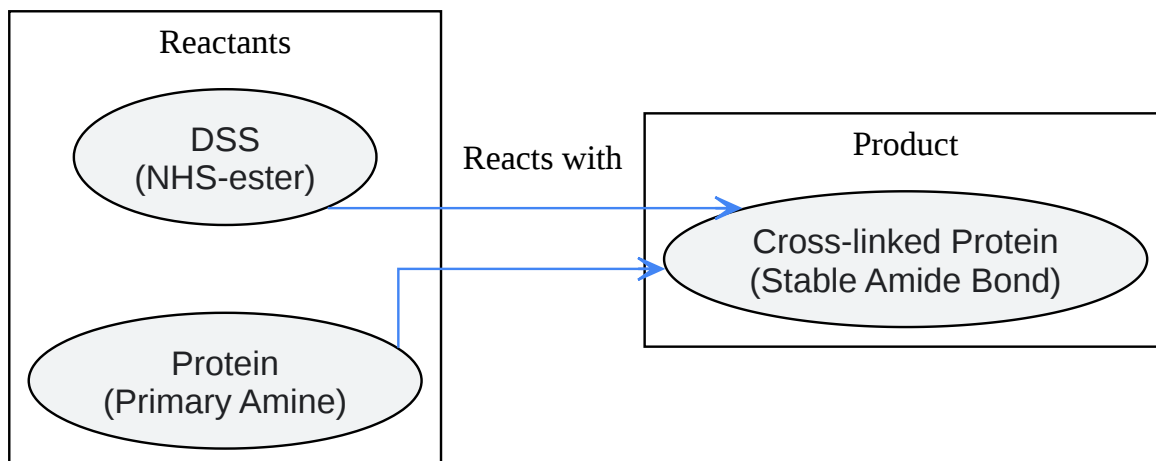 Reactants
DSS
(NHS-ester)
Protein
(Primary Amine)
Reacts with
Product
Cross-linked Protein
(Stable Amide Bond)